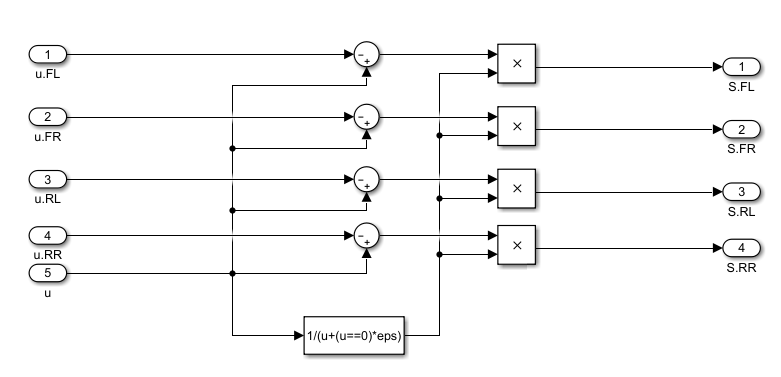 1
u.FL
− +
×
1
S.FL
2
u.FR
− +
×
2
S.FR
3
u.RL
− +
×
3
S.RL
4
u.RR
− +
×
4
S.RR
5
u
1/(u+(u==0)*eps)